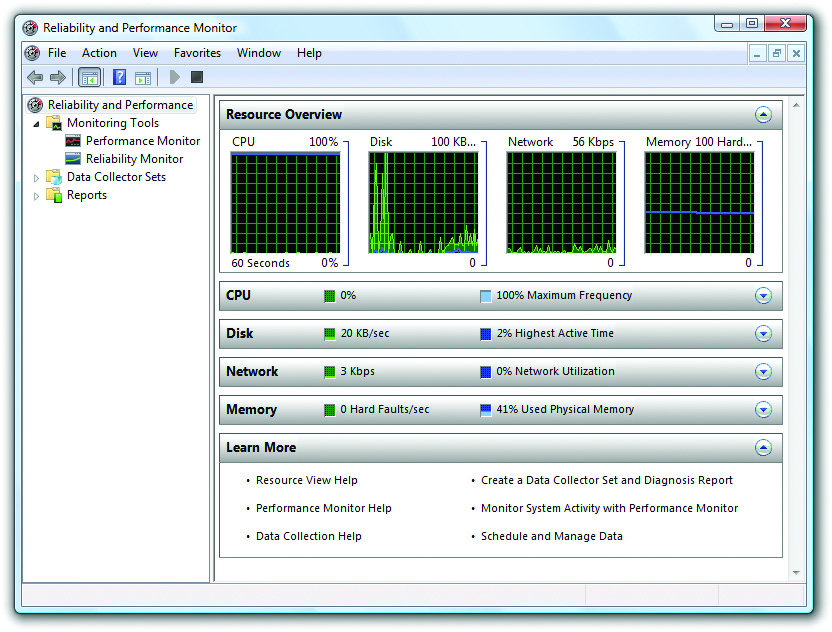 Reliability and Performance Monitor
File Action View Favorites Window Help
Reliability and Performance
Monitoring Tools
Performance Monitor
Reliability Monitor
Data Collector Sets
Reports
Resource Overview
CPU 100%
60 Seconds 0%
Disk 100 KB...
0
Network 56 Kbps
0
Memory 100 Hard...
0
CPU 0% 100% Maximum Frequency
Disk 20 KB/sec 2% Highest Active Time
Network 3 Kbps 0% Network Utilization
Memory 0 Hard Faults/sec 41% Used Physical Memory
Learn More
• Resource View Help
• Performance Monitor Help
• Data Collection Help
• Create a Data Collector Set and Diagnosis Report
• Monitor System Activity with Performance Monitor
• Schedule and Manage Data